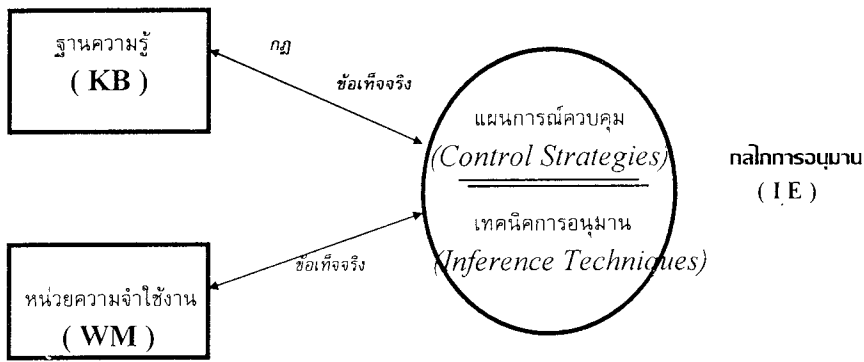 ฐานความรู้
( KB )
กฎ
ข้อเท็จจริง
แผนการณ์ควบคุม
(Control Strategies)
เทคนิคการอนุมาน
(Inference Techniques)
กลไกการอนุมาน
( I E )
หน่วยความจำใช้งาน
( WM )
ข้อเท็จจริง